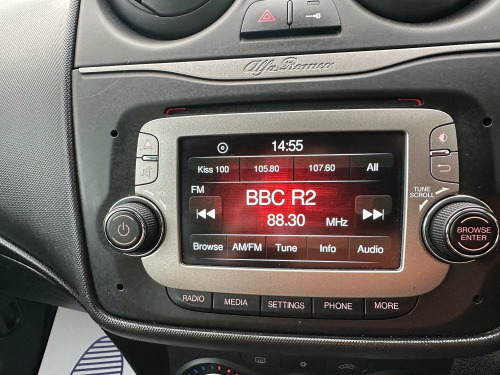 Alfa Romeo
14:55
Kiss 100 105.80 107.60 All
FM
BBC R2
88.30 MHz
Browse AM/FM Tune Info Audio
TUNE
SCROLL
BROWSE
ENTER
RADIO MEDIA SETTINGS PHONE MORE